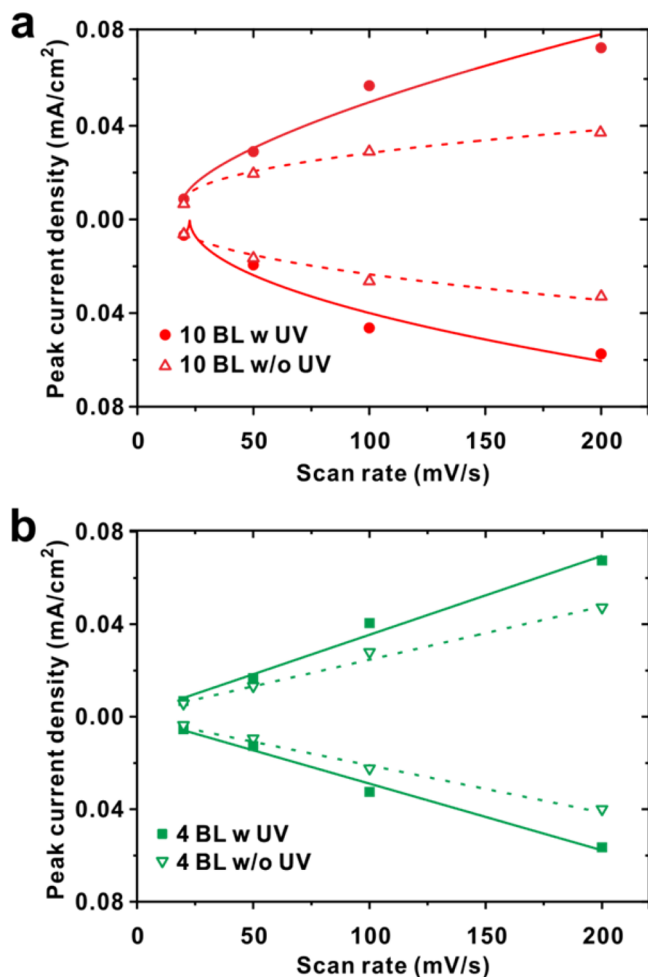 a
Peak current density (mA/cm²)
0.08
0.04
0.00
0.04
0.08
10 BL w UV
10 BL w/o UV
0
50
100
150
200
Scan rate (mV/s)
b
Peak current density (mA/cm²)
0.08
0.04
0.00
0.04
0.08
4 BL w UV
4 BL w/o UV
0
50
100
150
200
Scan rate (mV/s)